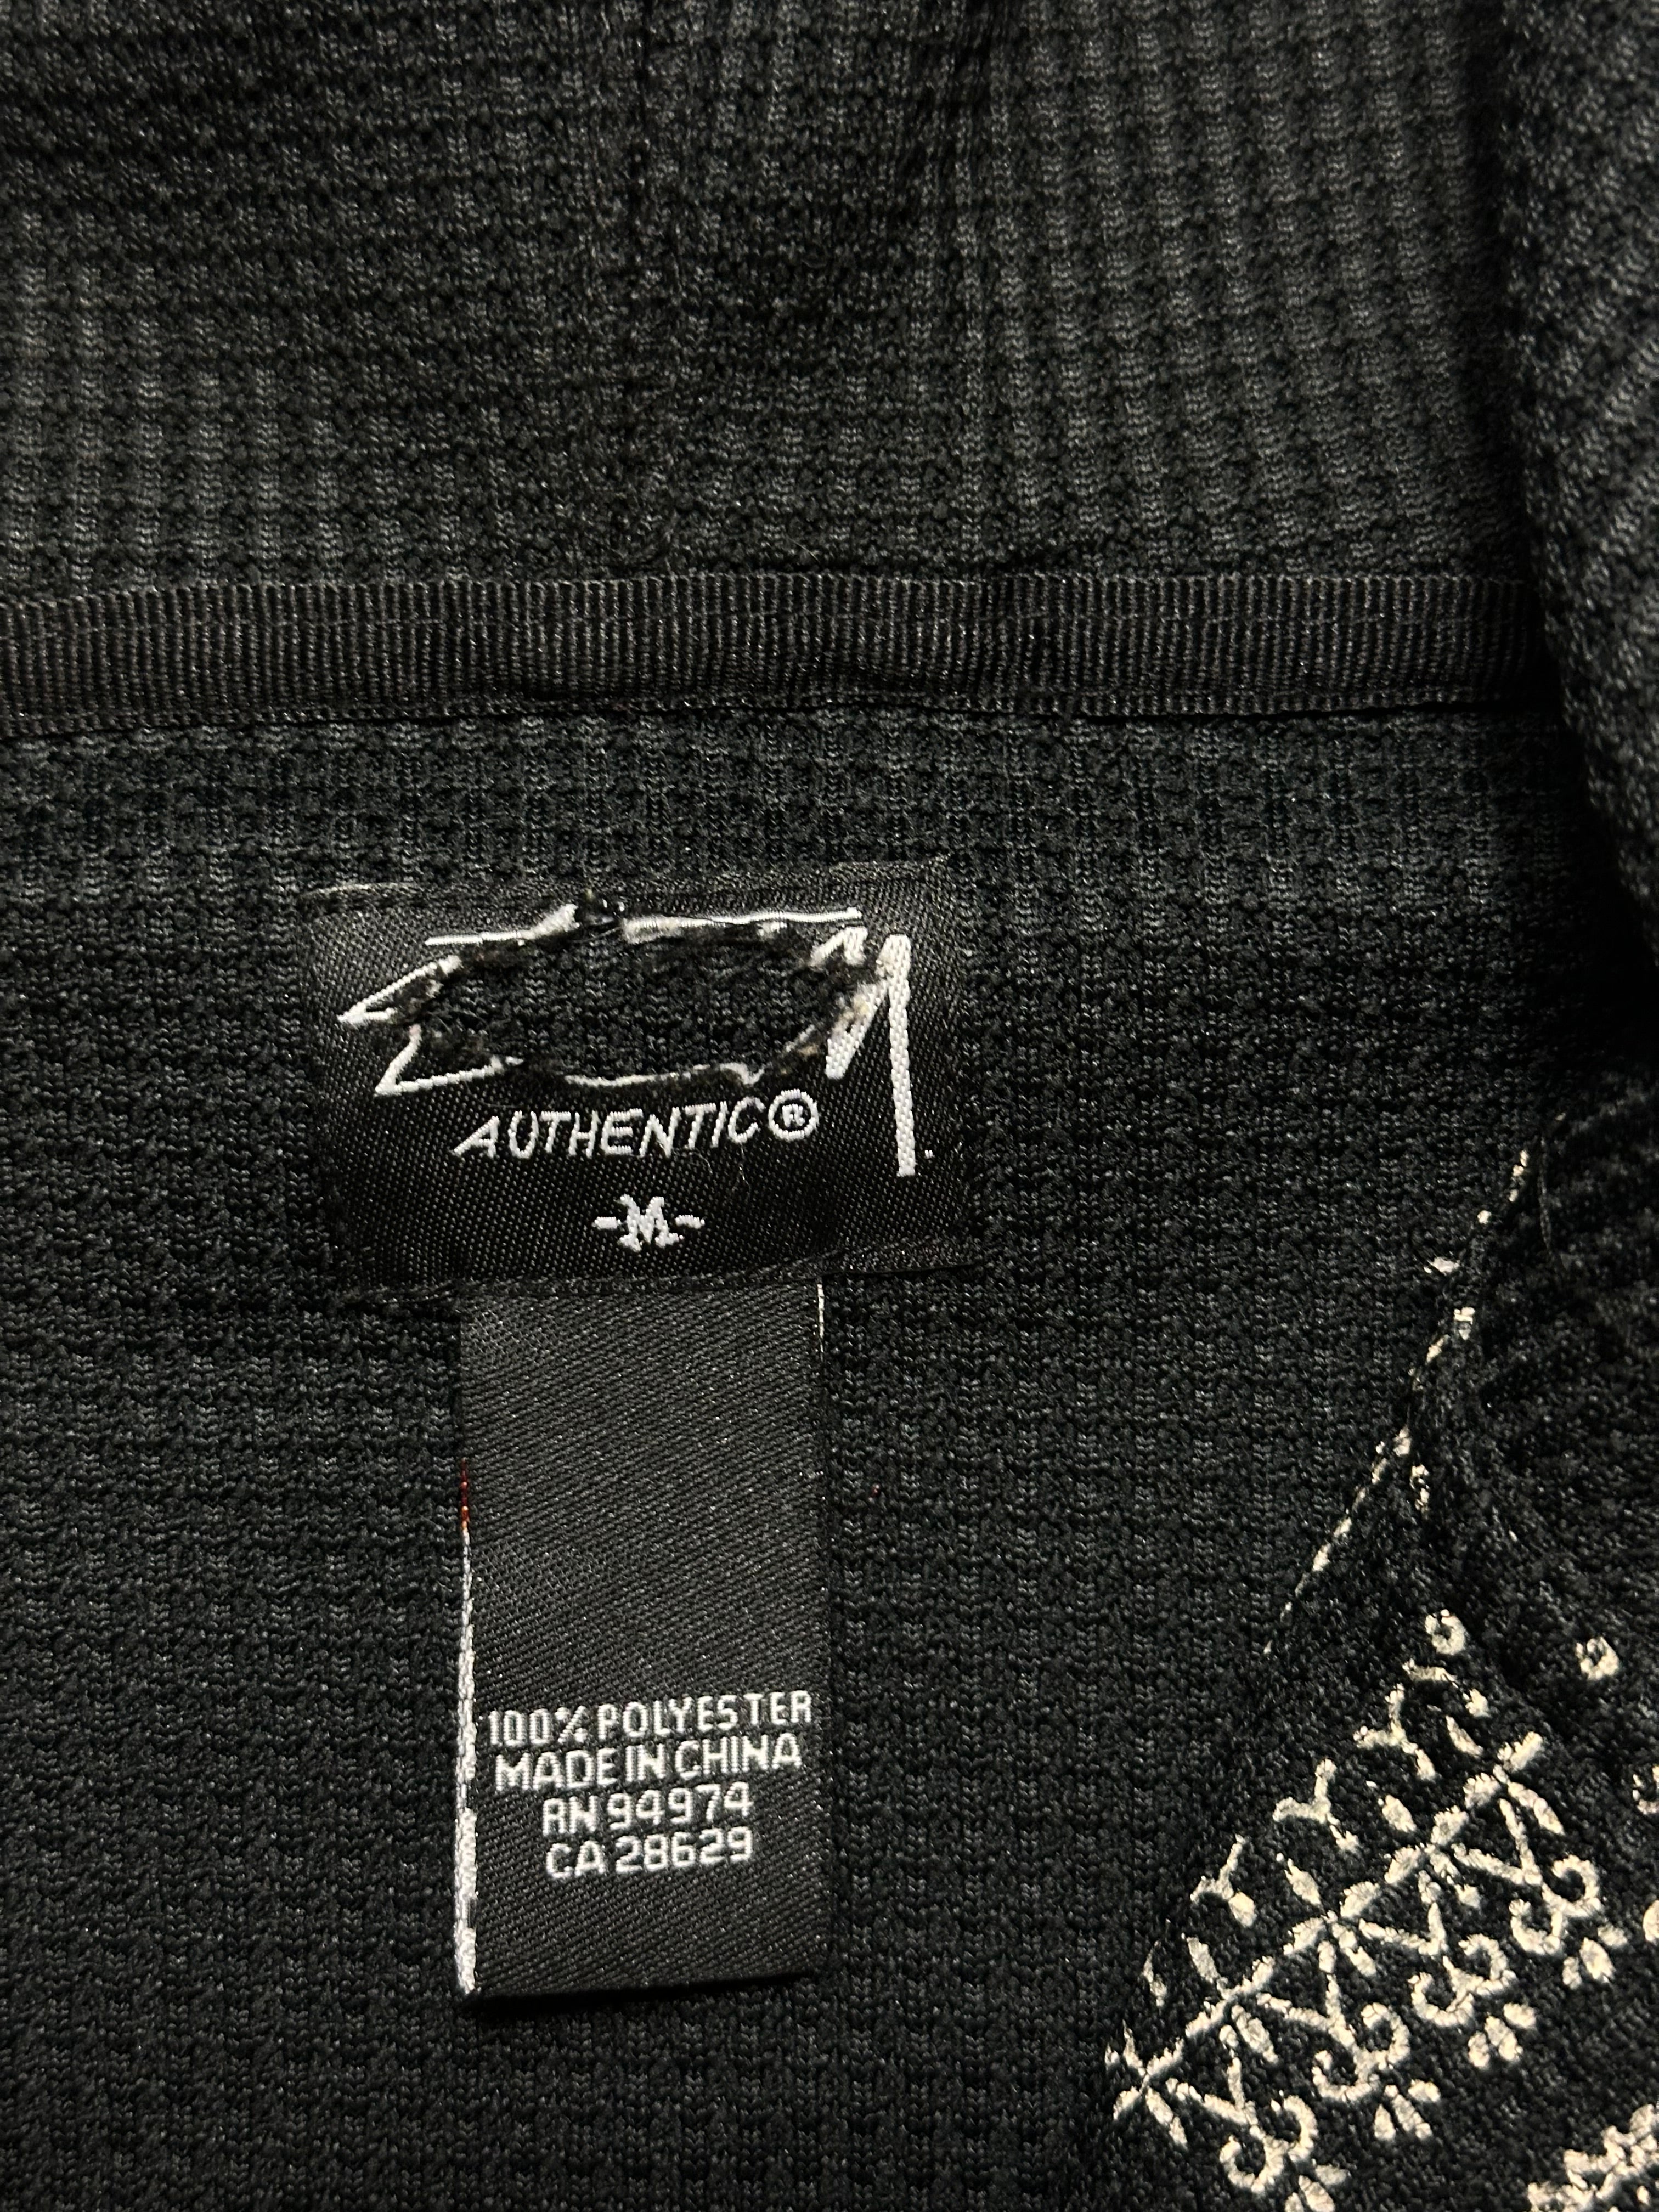 AUTHENTIC®
-M-
100% POLYESTER
MADE IN CHINA
RN 94974
CA 28629